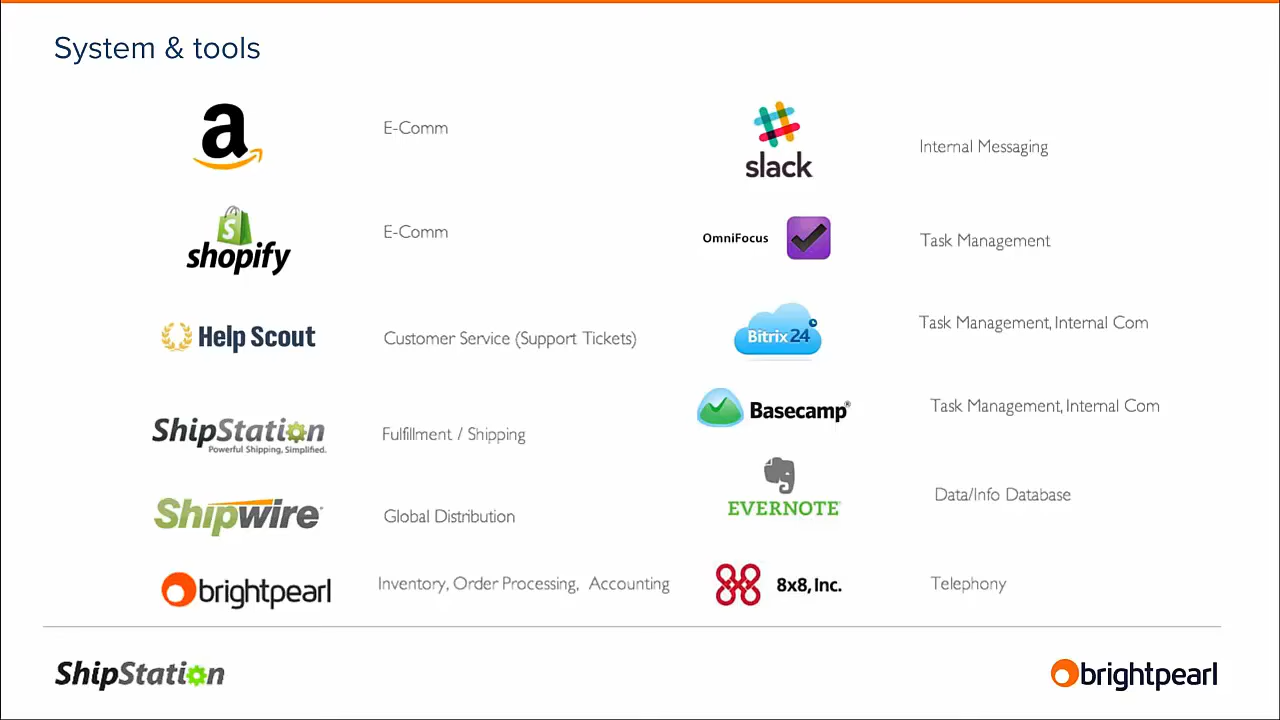 System & tools
a
E-Comm
S
shopify
E-Comm
Help Scout
Customer Service (Support Tickets)
ShipStation
Powerful Shipping, Simplified.
Fulfillment / Shipping
Shipwire®
Global Distribution
brightpearl
Inventory, Order Processing, Accounting
slack
Internal Messaging
OmniFocus
Task Management
Bitrix24
Task Management, Internal Com
Basecamp®
Task Management, Internal Com
EVERNOTE
Data/Info Database
8x8, Inc.
Telephony
ShipStation
brightpearl